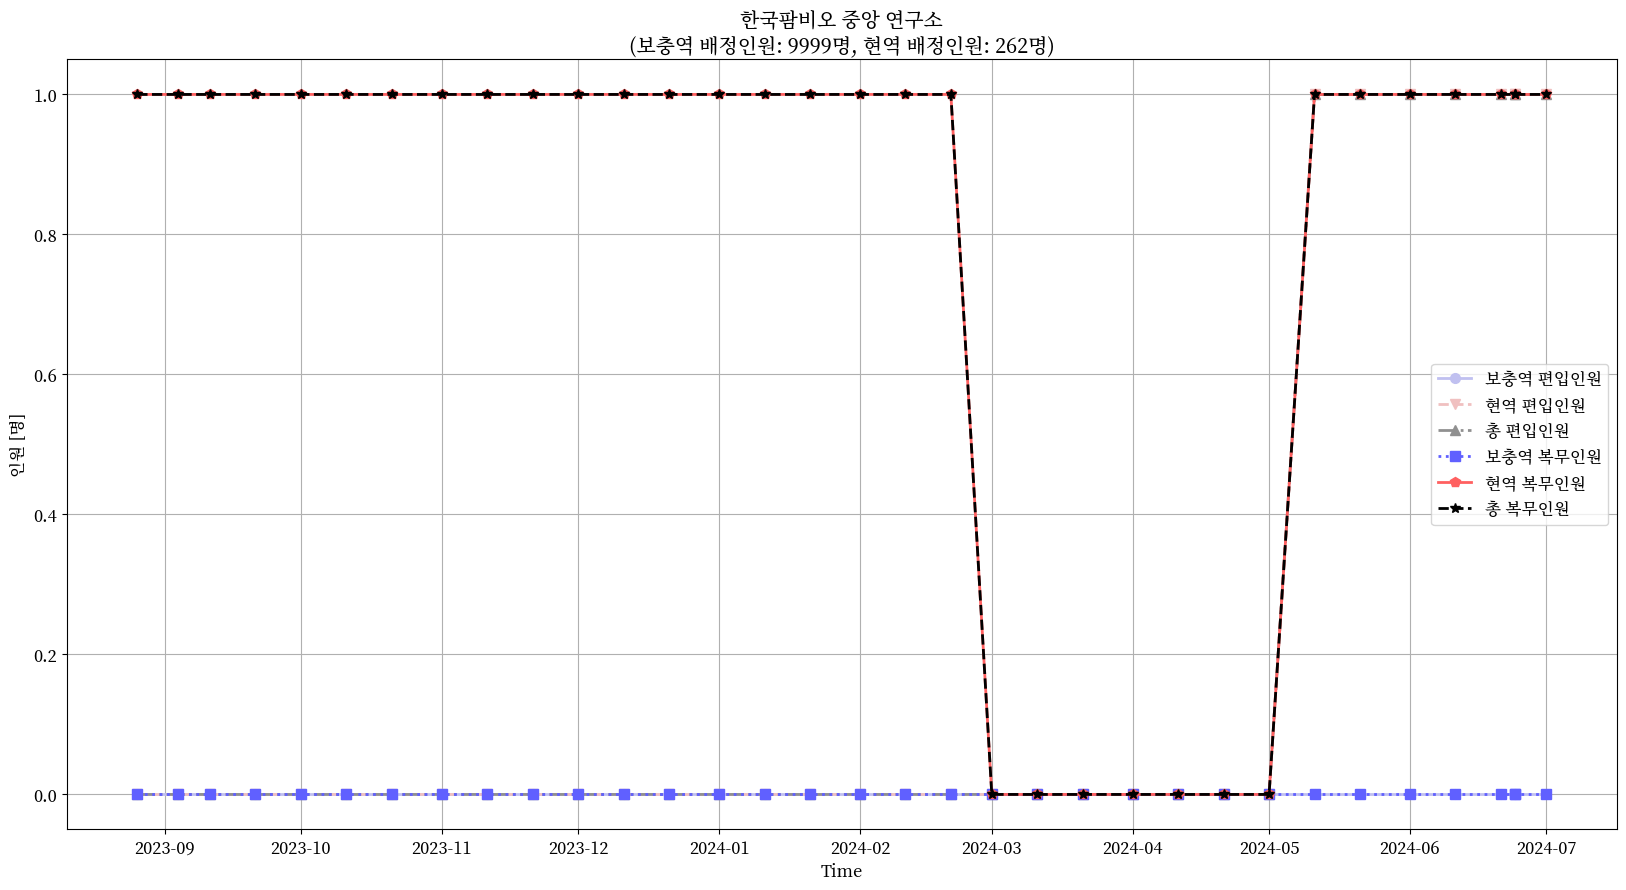 한국팜비오 중앙 연구소
(보충역 배정인원: 9999명, 현역 배정인원: 262명)
인원 [명]
1.0
0.8
0.6
0.4
0.2
0.0
보충역 편입인원
현역 편입인원
총 편입인원
보충역 복무인원
현역 복무인원
총 복무인원
2023-09 2023-10 2023-11 2023-12 2024-01 2024-02 2024-03 2024-04 2024-05 2024-06 2024-07
Time